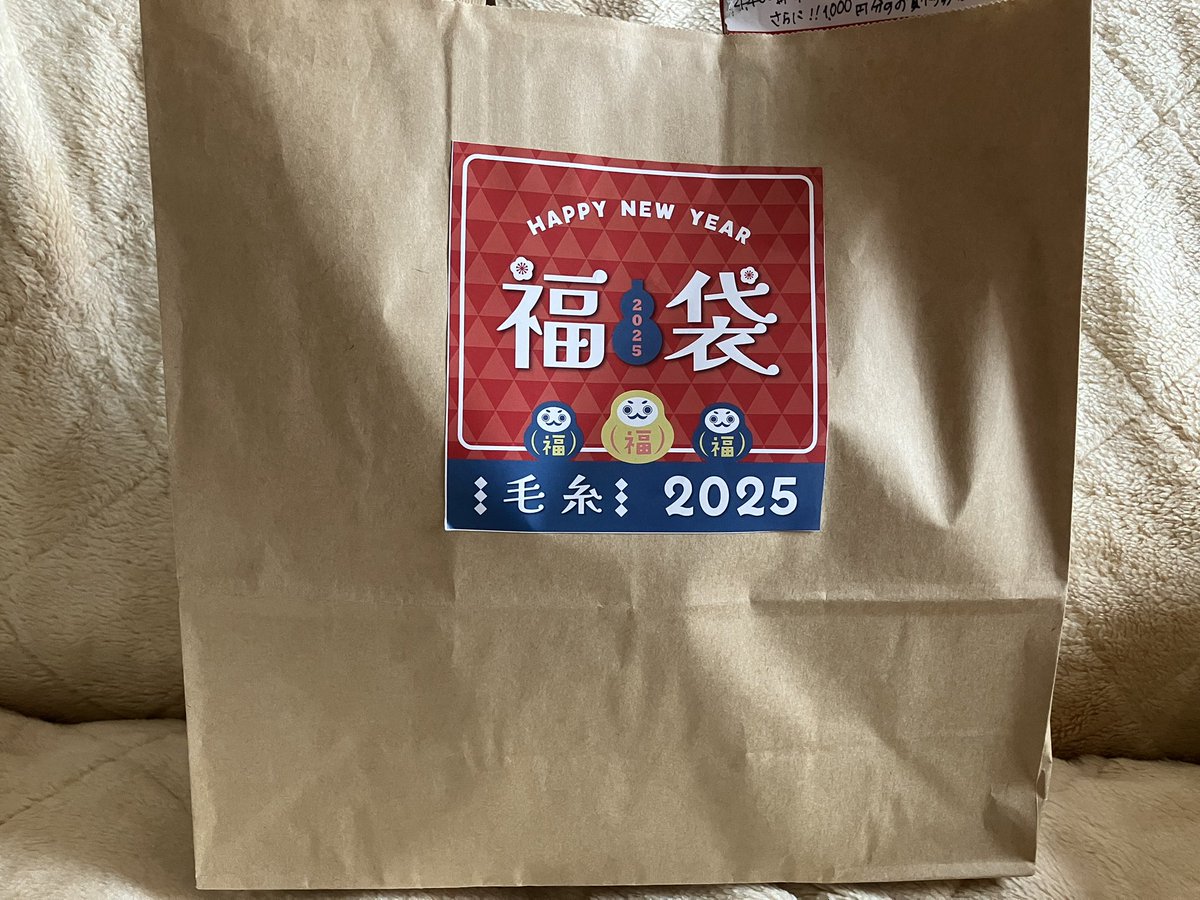 さらに!!1,000円分の
HAPPY NEW YEAR
福袋
2025
福 福 福
毛糸 2025